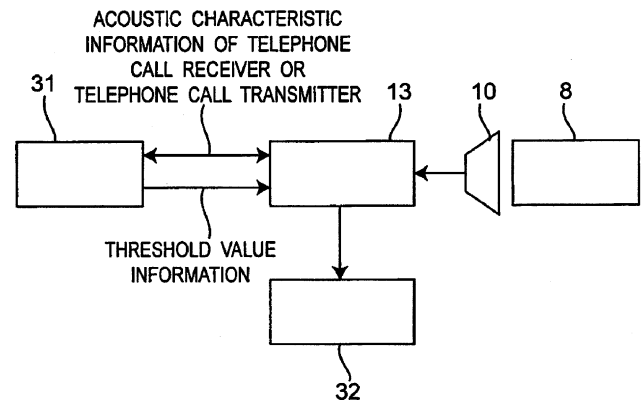 ACOUSTIC CHARACTERISTIC
INFORMATION OF TELEPHONE
CALL RECEIVER OR
TELEPHONE CALL TRANSMITTER
31
13
10
8
THRESHOLD VALUE
INFORMATION
32